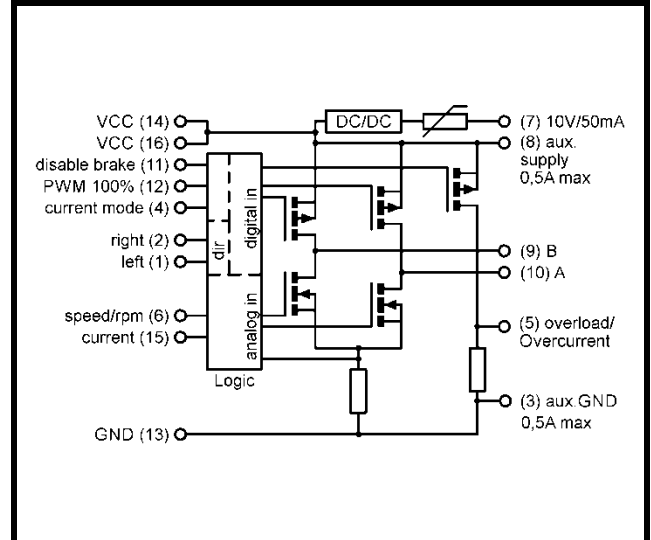 VCC (14)
VCC (16)
disable brake (11)
PWM 100% (12)
current mode (4)
right (2)
left (1)
speed/rpm (6)
current (15)
GND (13)
dir
digital in
analog in
Logic
DC/DC
(7) 10V/50mA
(8) aux.
supply
0,5A max
(9) B
(10) A
(5) overload/
Overcurrent
(3) aux.GND
0,5A max